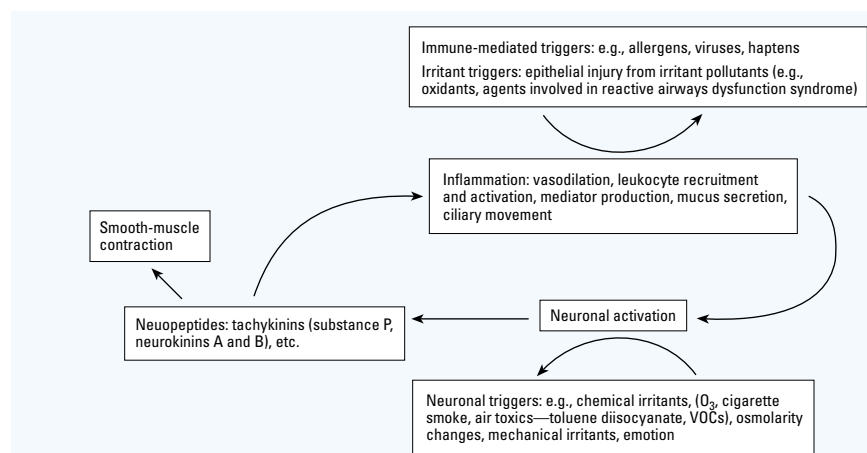 Immune-mediated triggers: e.g., allergens, viruses, haptens
Irritant triggers: epithelial injury from irritant pollutants (e.g.,
oxidants, agents involved in reactive airways dysfunction syndrome)
Inflammation: vasodilation, leukocyte recruitment
and activation, mediator production, mucus secretion,
ciliary movement
Smooth-muscle
contraction
Neuopeptides: tachykinins (substance P,
neurokinins A and B), etc.
Neuronal activation
Neuronal triggers: e.g., chemical irritants, (O₃, cigarette
smoke, air toxics—toluene diisocyanate, VOCs), osmolarity
changes, mechanical irritants, emotion